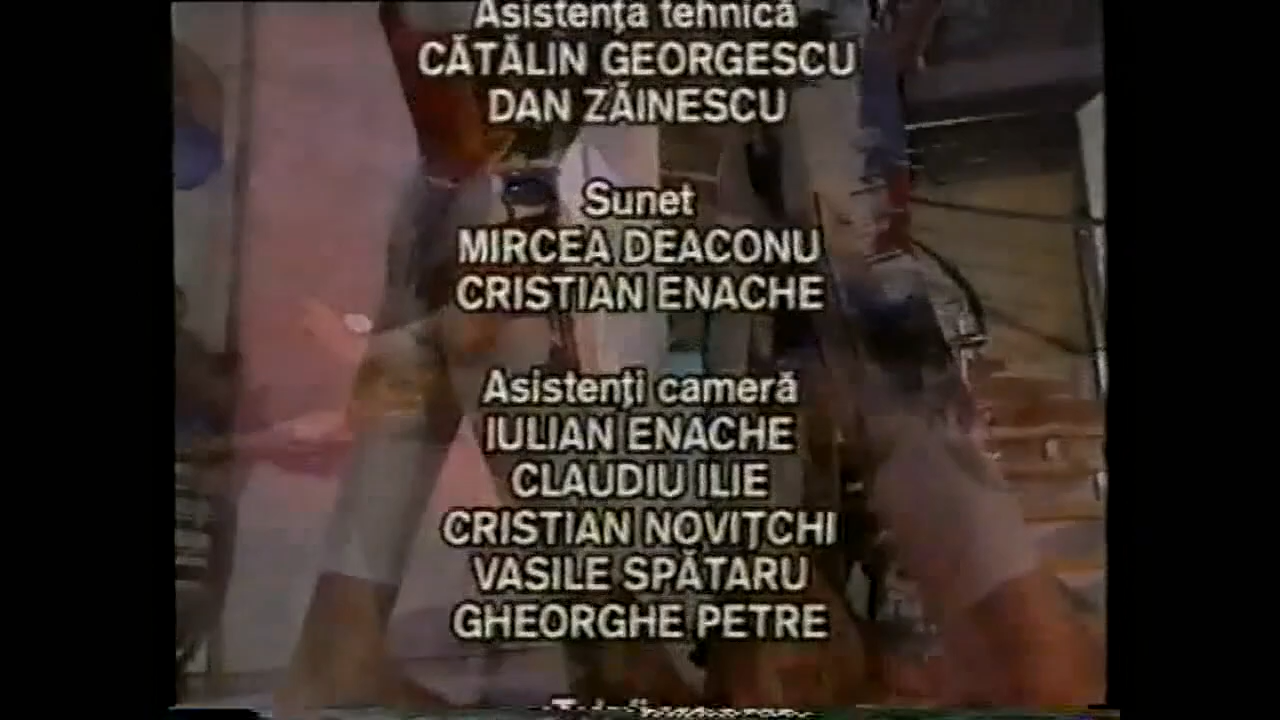 Asistența tehnică
CĂTĂLIN GEORGESCU
DAN ZĂINESCU
Sunet
MIRCEA DEACONU
CRISTIAN ENACHE
Asistenți cameră
IULIAN ENACHE
CLAUDIU ILIE
CRISTIAN NOVIȚCHI
VASILE SPĂTARU
GHEORGHE PETRE